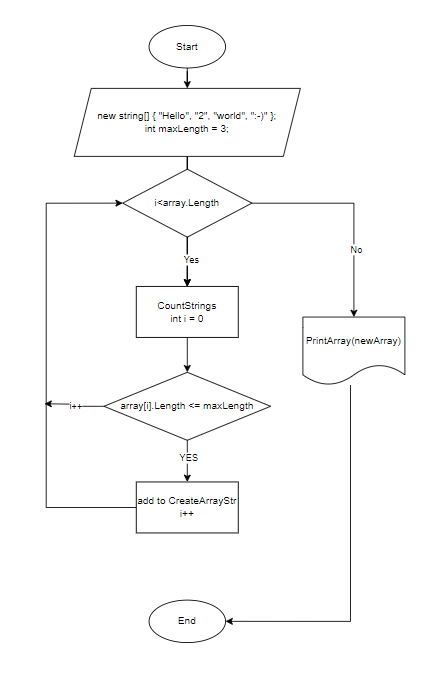 Start
new string[] { "Hello", "2", "world", ":-)" };
int maxLength = 3;
i<array.Length
No
Yes
CountStrings
int i = 0
PrintArray(newArray)
i++
array[i].Length <= maxLength
YES
add to CreateArrayStr
i++
End